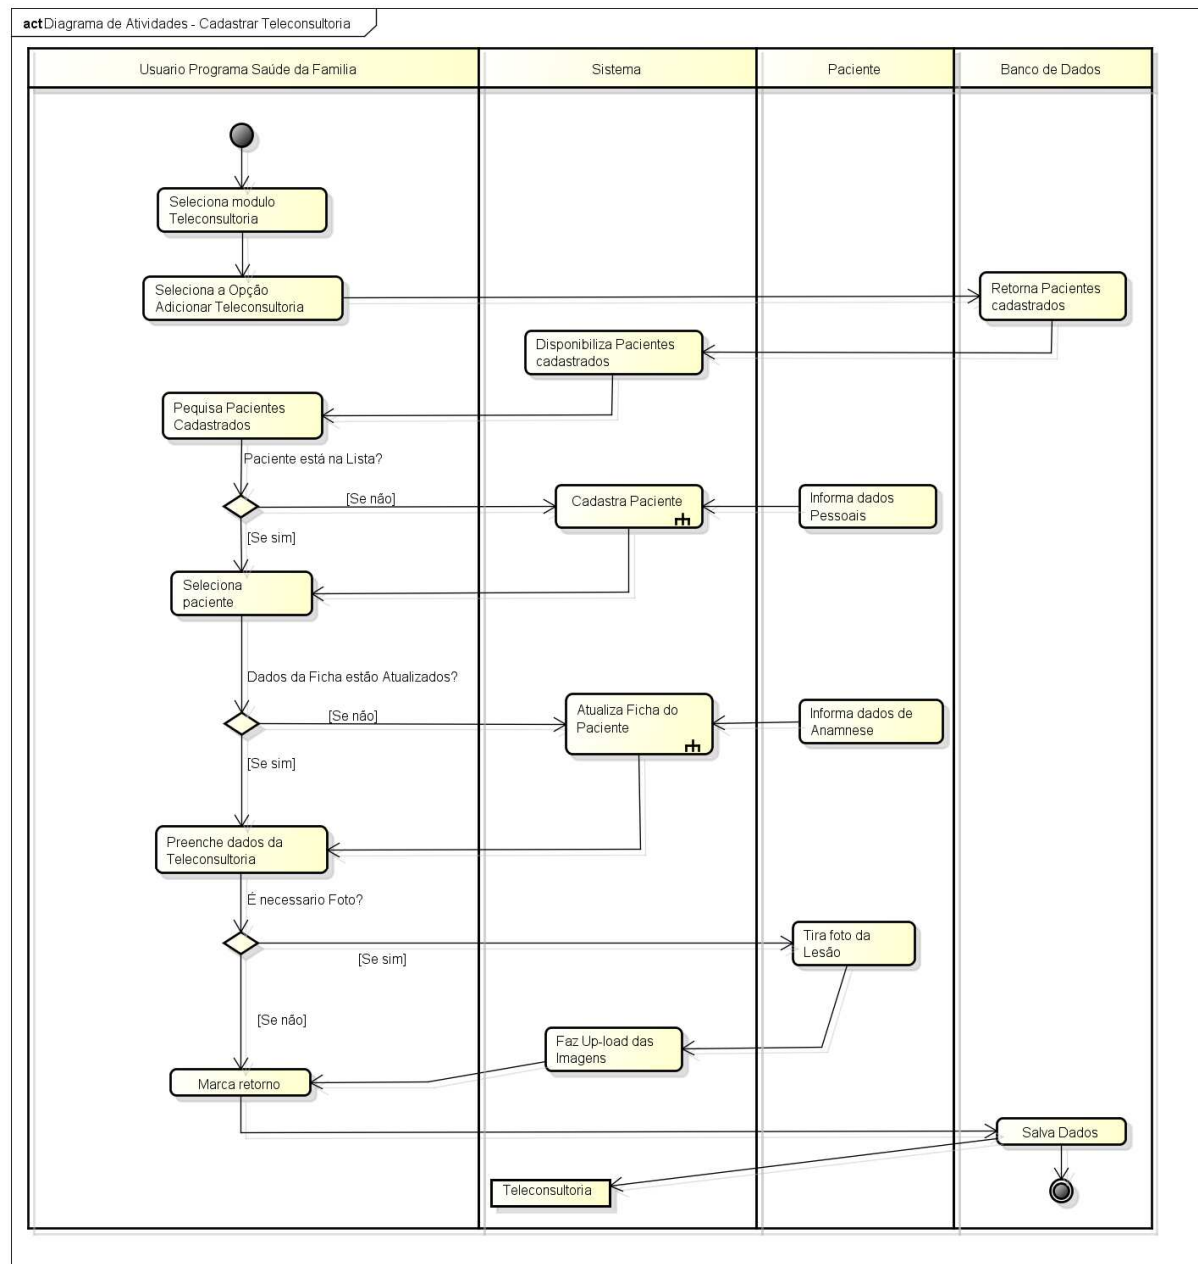 act Diagrama de Atividades - Cadastrar Teleconsultoria
Usuario Programa Saúde da Familia
Sistema
Paciente
Banco de Dados
Seleciona modulo
Teleconsultoria
Seleciona a Opção
Adicionar Teleconsultoria
Retorna Pacientes
cadastrados
Disponibiliza Pacientes
cadastrados
Pequisa Pacientes
Cadastrados
Paciente está na Lista?
[Se não]
Cadastra Paciente
Informa dados
Pessoais
[Se sim]
Seleciona
paciente
Dados da Ficha estão Atualizados?
[Se não]
Atualiza Ficha do
Paciente
Informa dados de
Anamnese
[Se sim]
Preenche dados da
Teleconsultoria
É necessario Foto?
[Se sim]
Tira foto da
Lesão
[Se não]
Faz Up-load das
Imagens
Marca retorno
Salva Dados
Teleconsultoria